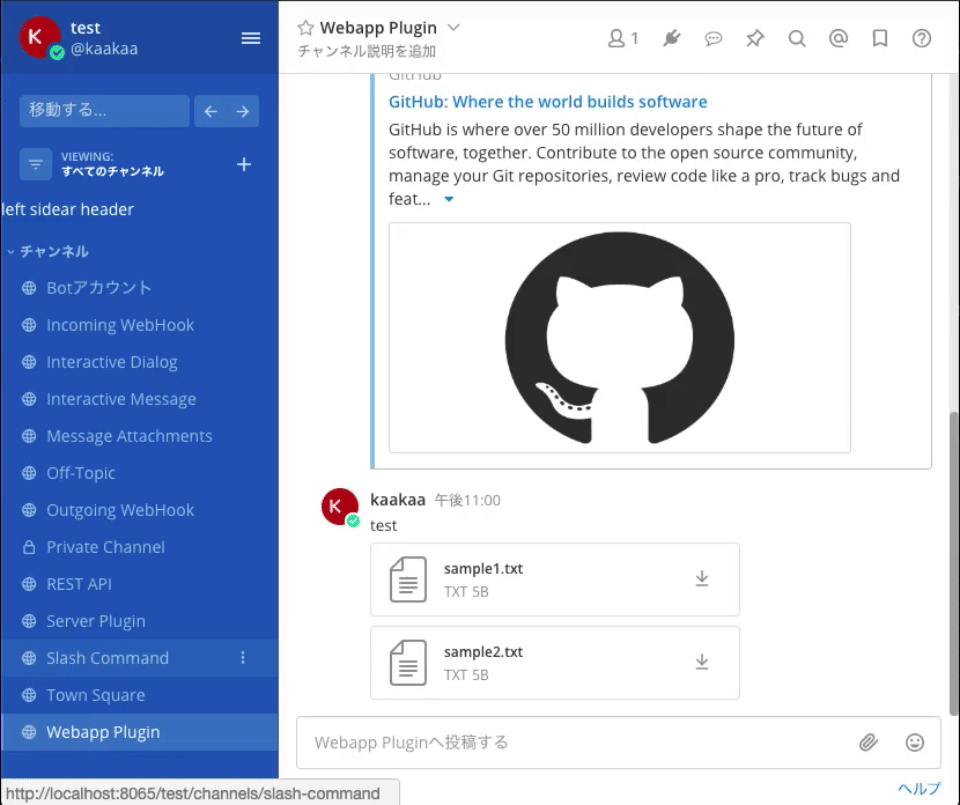 K
test
@kaakaa
移動する...
VIEWING:
すべてのチャンネル
left sidear header
チャンネル
Botアカウント
Incoming WebHook
Interactive Dialog
Interactive Message
Message Attachments
Off-Topic
Outgoing WebHook
Private Channel
REST API
Server Plugin
Slash Command
Town Square
Webapp Plugin
http://localhost:8065/test/channels/slash-command
Webapp Plugin
チャンネル説明を追加
1
GitHub
GitHub: Where the world builds software
GitHub is where over 50 million developers shape the future of
software, together. Contribute to the open source community,
manage your Git repositories, review code like a pro, track bugs and
feat...
K
kaakaa 午後11:00
test
sample1.txt
TXT 5B
sample2.txt
TXT 5B
Webapp Pluginへ投稿する
ヘルプ